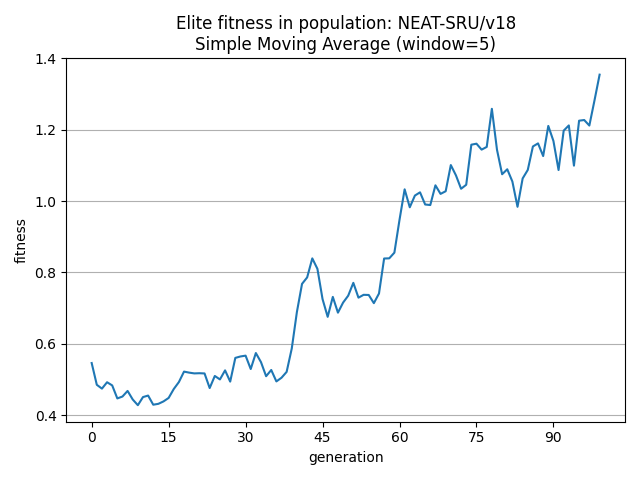 Elite fitness in population: NEAT-SRU/v18
Simple Moving Average (window=5)
1.4
1.2
1.0
0.8
0.6
0.4
fitness
0 15 30 45 60 75 90
generation